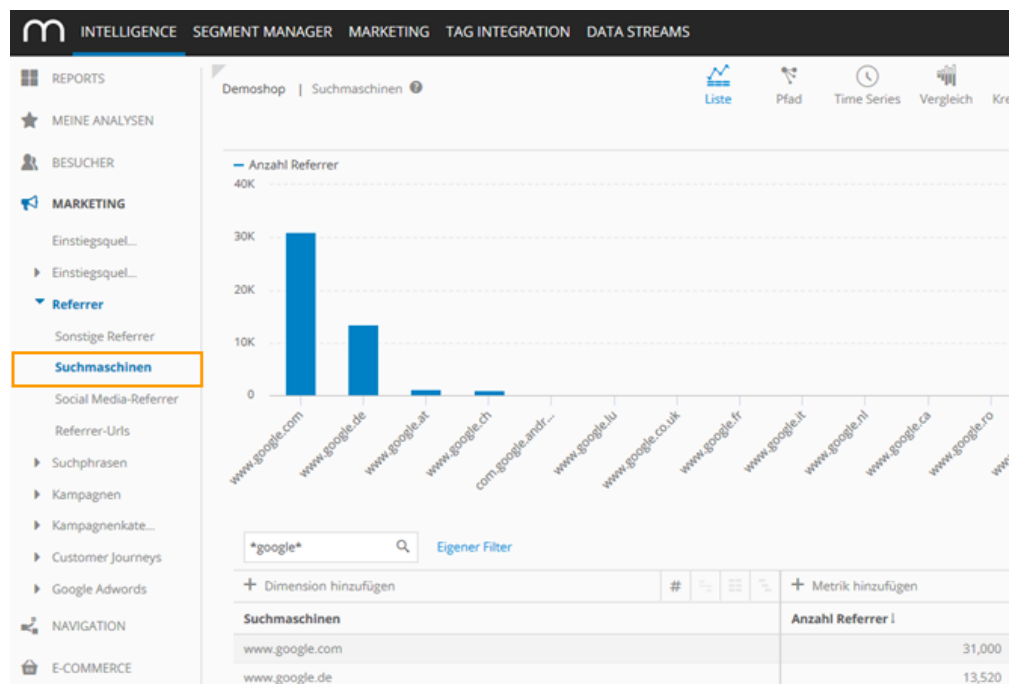 INTELLIGENCE SEGMENT MANAGER MARKETING TAG INTEGRATION DATA STREAMS
REPORTS
MEINE ANALYSEN
BESUCHER
MARKETING
Einstiegsquel...
Einstiegsquel...
Referrer
Sonstige Referrer
Suchmaschinen
Social Media-Referrer
Referrer-Urls
Suchphrasen
Kampagnen
Kampagnenkate...
Customer Journeys
Google Adwords
NAVIGATION
E-COMMERCE
Demoshop | Suchmaschinen
Liste Pfad Time Series Vergleich Kre
Anzahl Referrer
40K
30K
20K
10K
0
www.google.com
www.google.de
www.google.at
www.google.ch
com.google.andr...
www.google.lu
www.google.co.uk
www.google.fr
www.google.it
www.google.nl
www.google.ca
www.google.ro
*google* Eigener Filter
+ Dimension hinzufügen # + Metrik hinzufügen
Suchmaschinen Anzahl Referrer
www.google.com 31,000
www.google.de 13,520